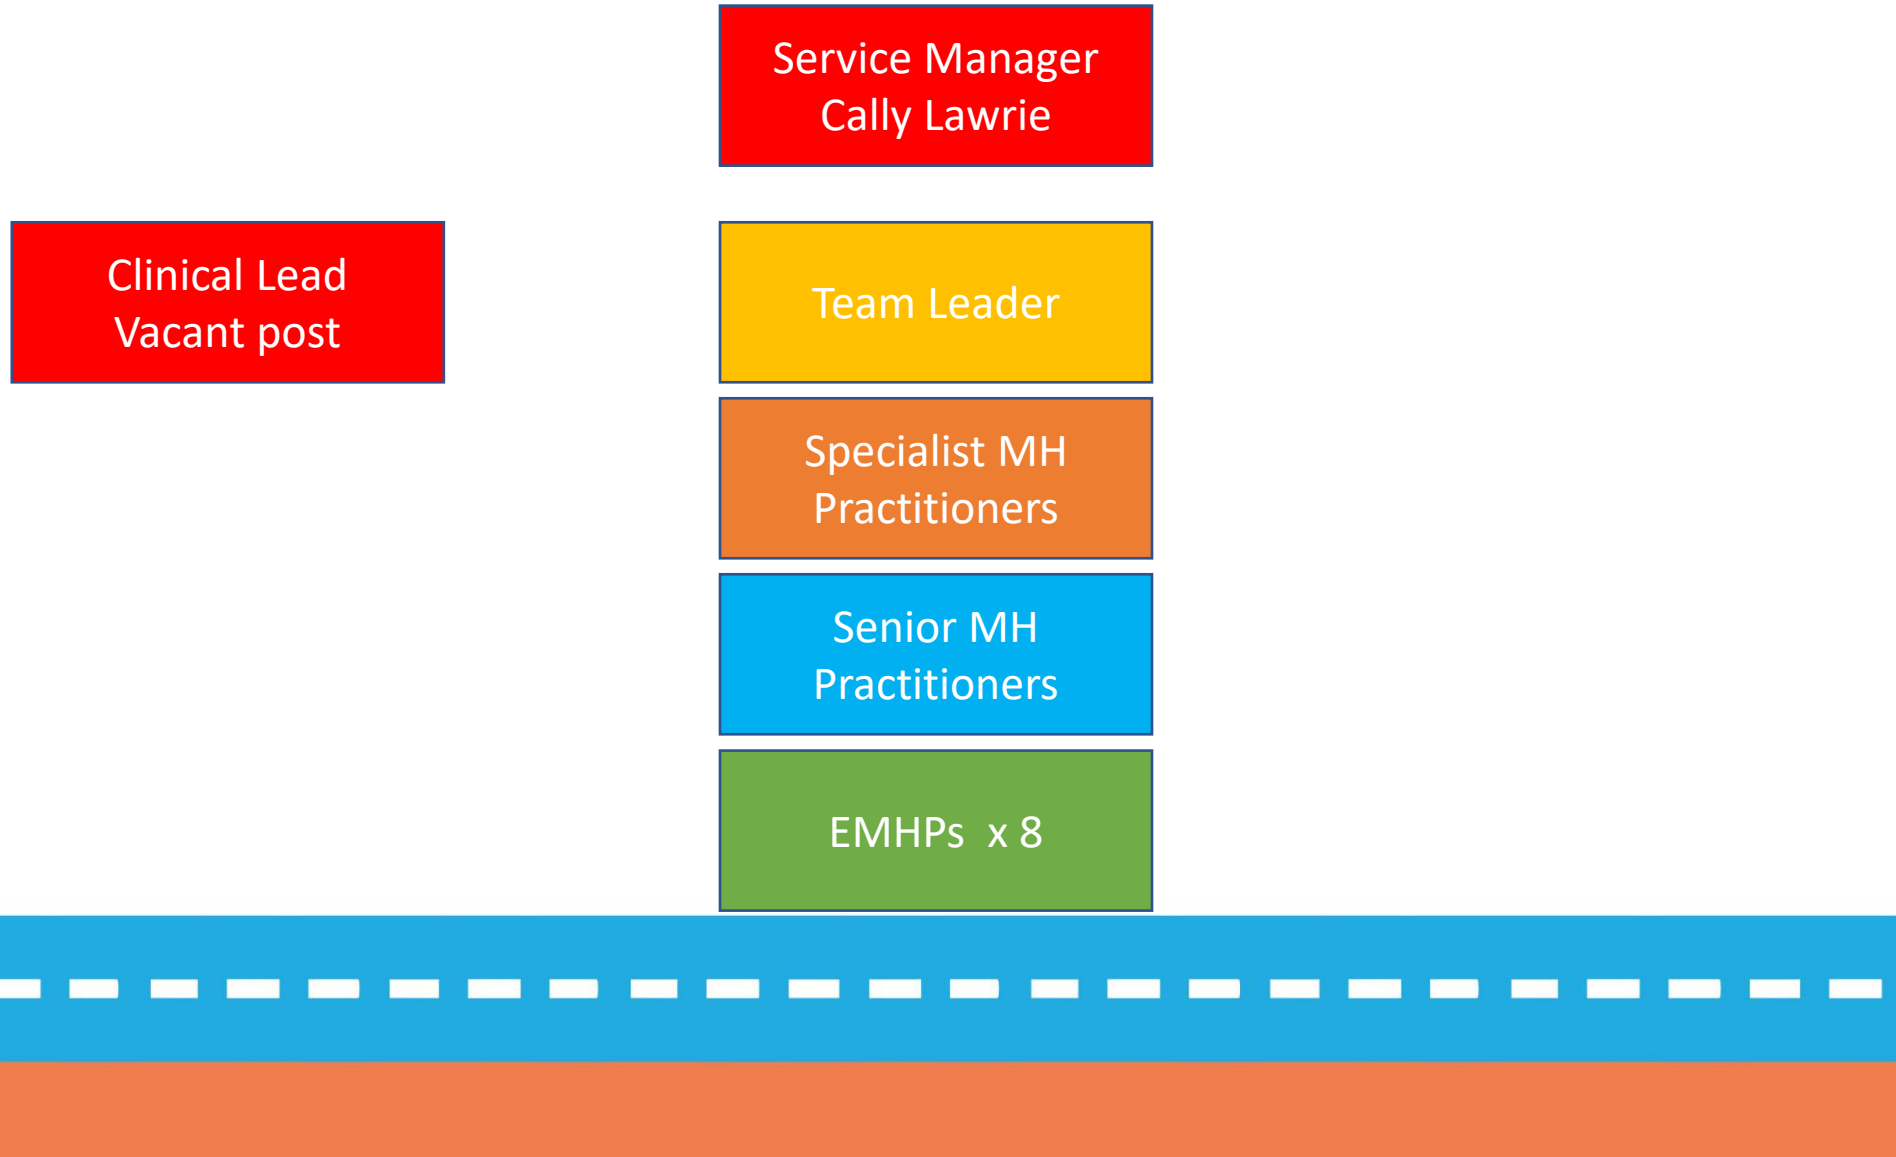 Service Manager
Cally Lawrie
Clinical Lead
Vacant post
Team Leader
Specialist MH
Practitioners
Senior MH
Practitioners
EMHPs  x 8